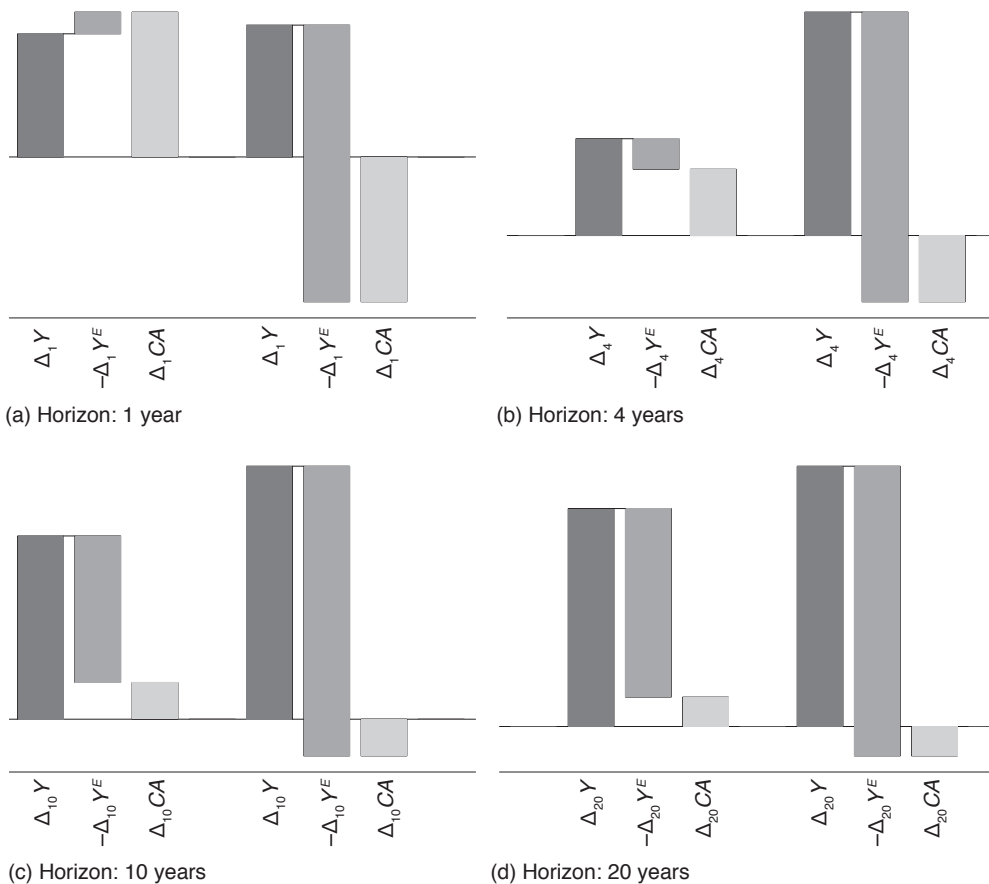 Δ₁Y −Δ₁Yᴱ Δ₁CA Δ₁Y −Δ₁Yᴱ Δ₁CA
(a) Horizon: 1 year
Δ₄Y −Δ₄Yᴱ Δ₄CA Δ₄Y −Δ₄Yᴱ Δ₄CA
(b) Horizon: 4 years
Δ₁₀Y −Δ₁₀Yᴱ Δ₁₀CA Δ₁₀Y −Δ₁₀Yᴱ Δ₁₀CA
(c) Horizon: 10 years
Δ₂₀Y −Δ₂₀Yᴱ Δ₂₀CA Δ₂₀Y −Δ₂₀Yᴱ Δ₂₀CA
(d) Horizon: 20 years